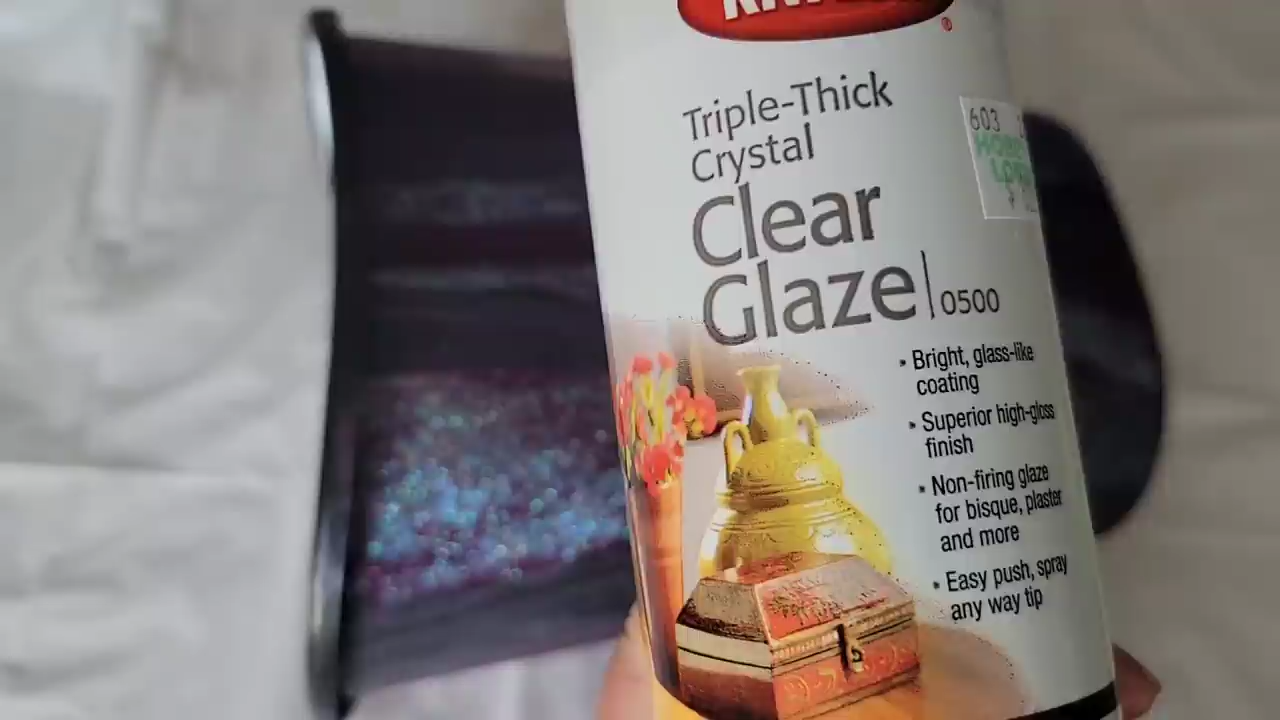 ®
Triple-Thick
Crystal
Clear
Glaze | 0500
603
• Bright, glass-like
coating
• Superior high-gloss
finish
• Non-firing glaze
for bisque, plaster
and more
• Easy push, spray
any way tip